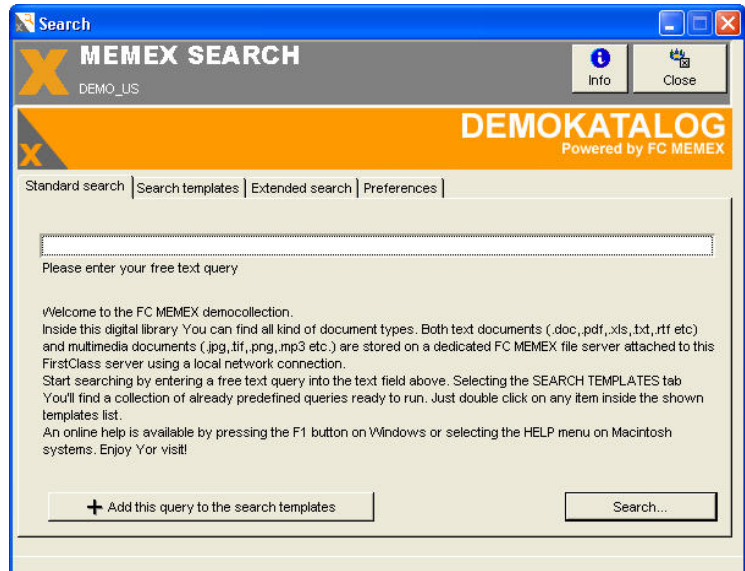 Search
MEMEX SEARCH
DEMO_US
Info
Close
DEMOKATALOG
Powered by FC MEMEX
Standard search
Search templates
Extended search
Preferences
Please enter your free text query
Welcome to the FC MEMEX democollection.
Inside this digital library You can find all kind of document types. Both text documents (.doc,.pdf,.xls,.txt,.rtf etc)
and multimedia documents (.jpg,.tif,.png,.mp3 etc.) are stored on a dedicated FC MEMEX file server attached to this
FirstClass server using a local network connection.
Start searching by entering a free text query into the text field above. Selecting the SEARCH TEMPLATES tab
You'll find a collection of already predefined queries ready to run. Just double click on any item inside the shown
templates list.
An online help is available by pressing the F1 button on Windows or selecting the HELP menu on Macintosh
systems. Enjoy Yor visit!
Add this query to the search templates
Search...